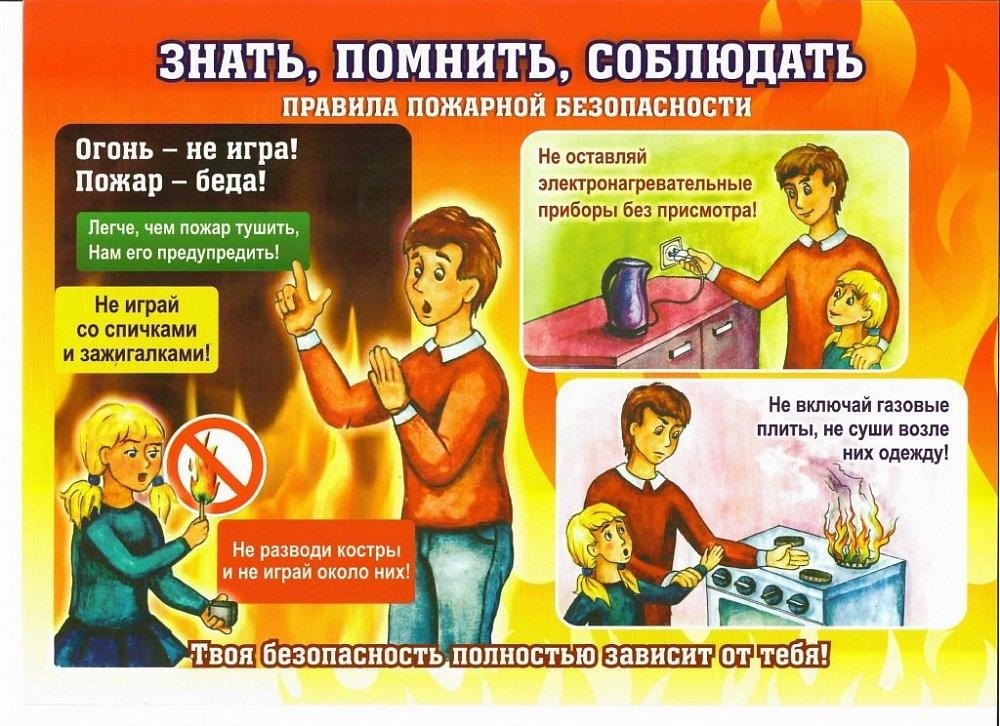 ЗНАТЬ, ПОМНИТЬ, СОБЛЮДАТЬ
ПРАВИЛА ПОЖАРНОЙ БЕЗОПАСНОСТИ
Огонь – не игра!
Пожар – беда!
Легче, чем пожар тушить,
Нам его предупредить!
Не играй
со спичками
и зажигалками!
Не разводи костры
и не играй около них!
Не оставляй
электронагревательные
приборы без присмотра!
Не включай газовые
плиты, не суши возле
них одежду!
Твоя безопасность полностью зависит от тебя!